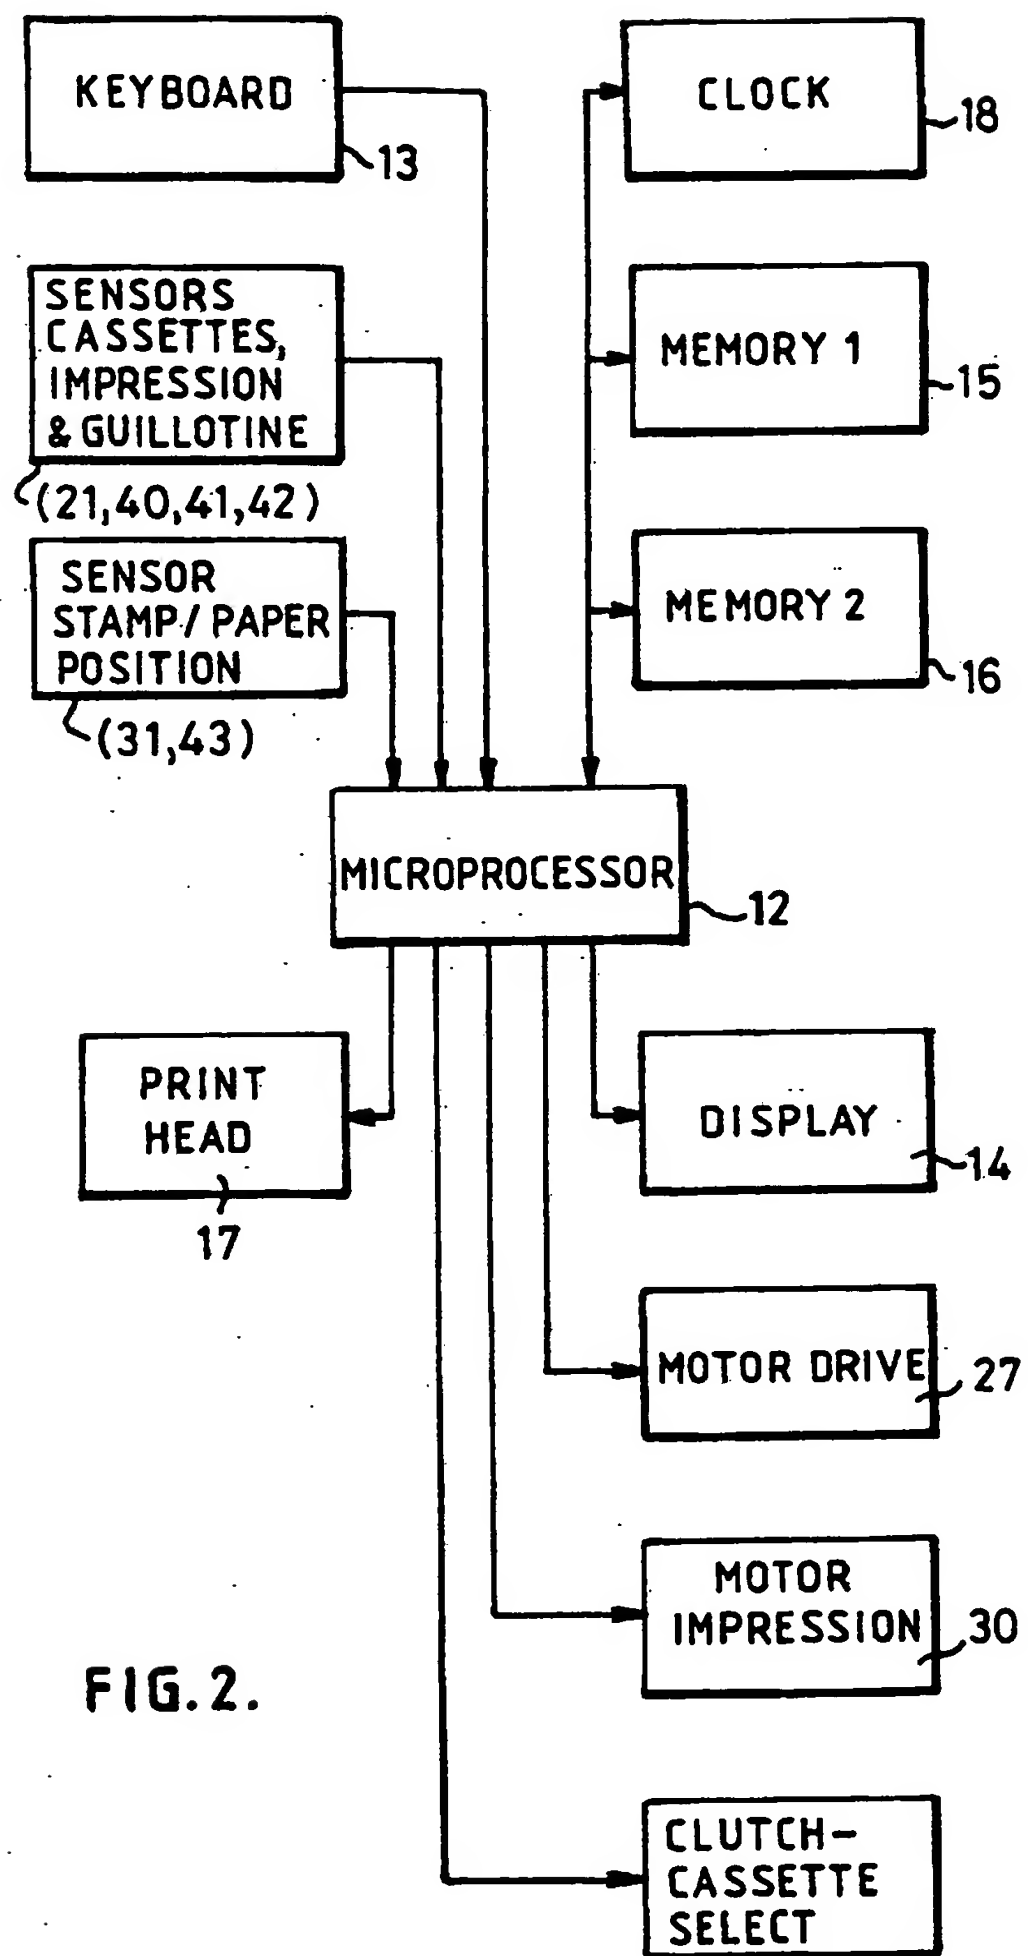 KEYBOARD
13
CLOCK
18
SENSORS
CASSETTES,
IMPRESSION
& GUILLOTINE
(21,40,41,42)
MEMORY 1
15
SENSOR
STAMP/PAPER
POSITION
(31,43)
MEMORY 2
16
MICROPROCESSOR
12
PRINT
HEAD
17
DISPLAY
14
MOTOR DRIVE
27
MOTOR
IMPRESSION
30
FIG.2.
CLUTCH-
CASSETTE
SELECT